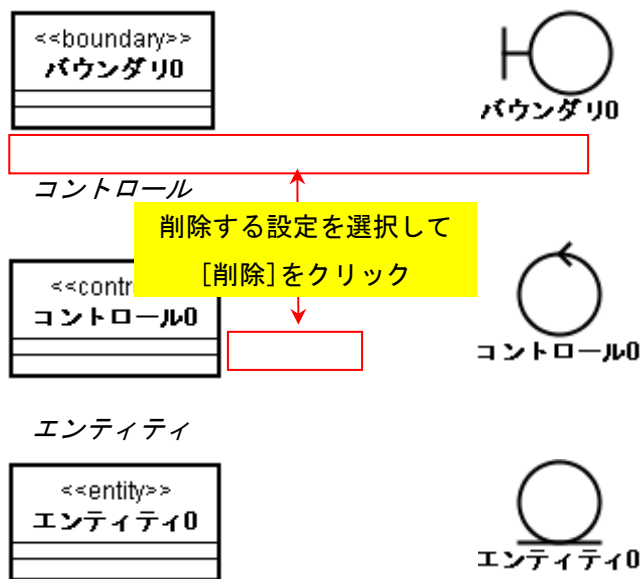 <<boundary>>
バウンダリ0
バウンダリ0
コントロール
削除する設定を選択して
[削除]をクリック
<<contr
コントロール0
コントロール0
エンティティ
<<entity>>
エンティティ0
エンティティ0